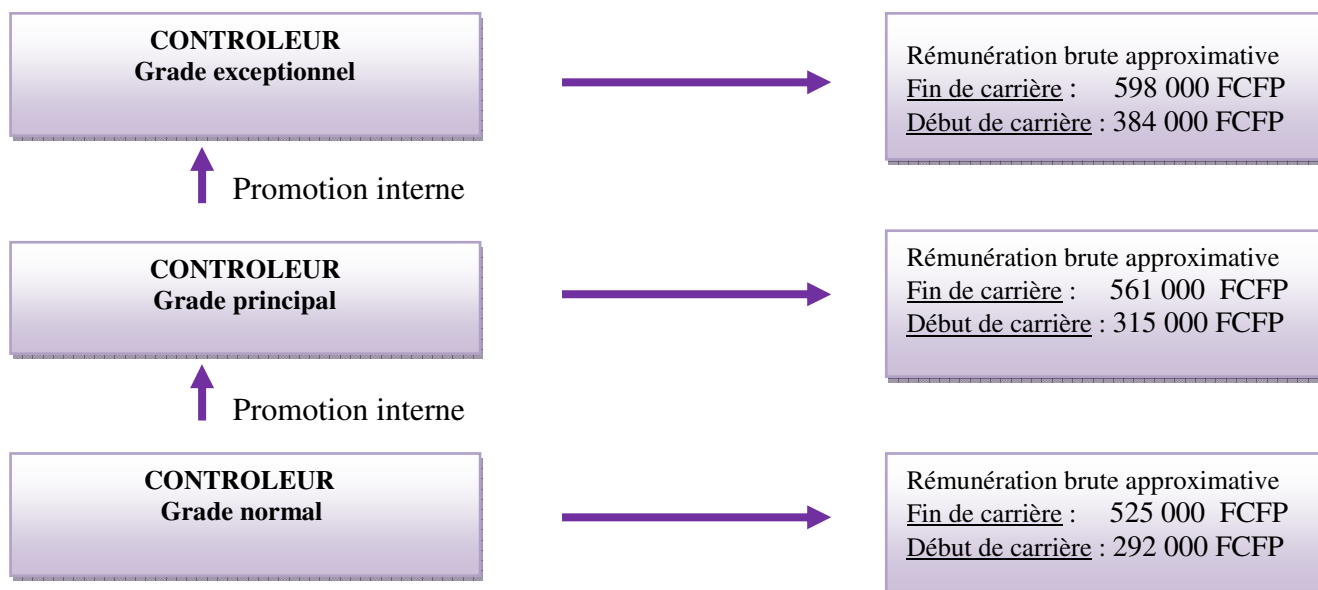 CONTROLEUR
Grade exceptionnel
Rémunération brute approximative
Fin de carrière : 598 000 FCFP
Début de carrière : 384 000 FCFP
Promotion interne
CONTROLEUR
Grade principal
Rémunération brute approximative
Fin de carrière : 561 000 FCFP
Début de carrière : 315 000 FCFP
Promotion interne
CONTROLEUR
Grade normal
Rémunération brute approximative
Fin de carrière : 525 000 FCFP
Début de carrière : 292 000 FCFP